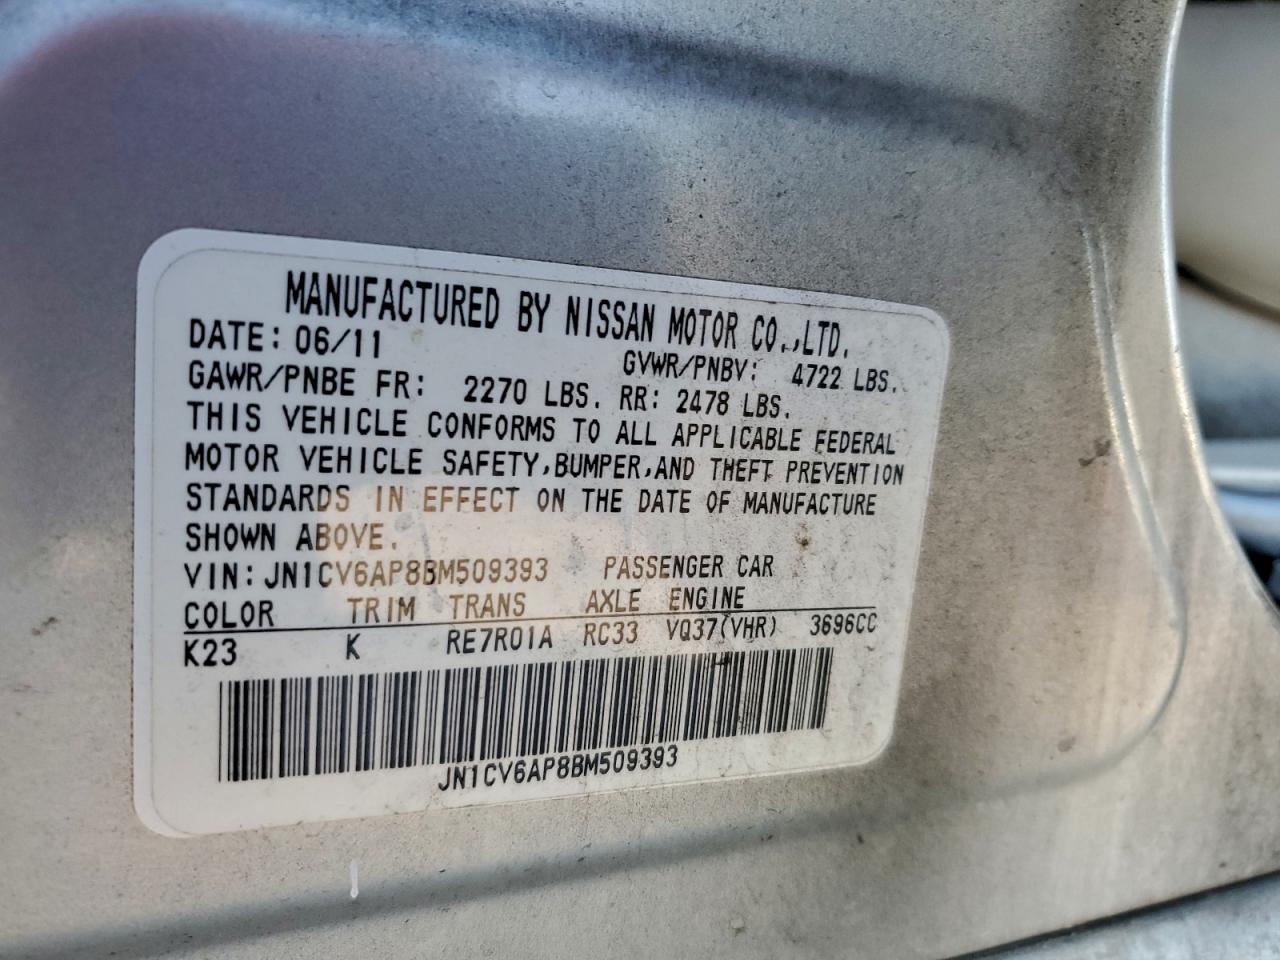 MANUFACTURED BY NISSAN MOTOR CO.,LTD.
DATE: 06/11 GVWR/PNBV: 4722 LBS.
GAWR/PNBE FR: 2270 LBS. RR: 2478 LBS.
THIS VEHICLE CONFORMS TO ALL APPLICABLE FEDERAL
MOTOR VEHICLE SAFETY,BUMPER,AND THEFT PREVENTION
STANDARDS IN EFFECT ON THE DATE OF MANUFACTURE
SHOWN ABOVE.
VIN: JN1CV6AP8BM509393 PASSENGER CAR
COLOR TRIM TRANS AXLE ENGINE
K23 K RE7R01A RC33 VQ37(VHR) 3696CC
JN1CV6AP8BM509393